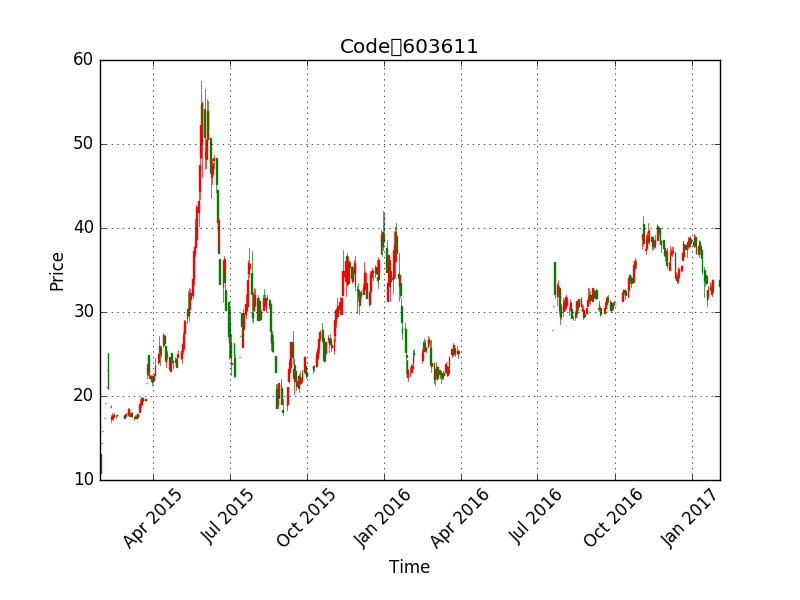 Code▯603611
60
50
40
30
20
10
Price
Apr 2015
Jul 2015
Oct 2015
Jan 2016
Apr 2016
Jul 2016
Oct 2016
Jan 2017
Time